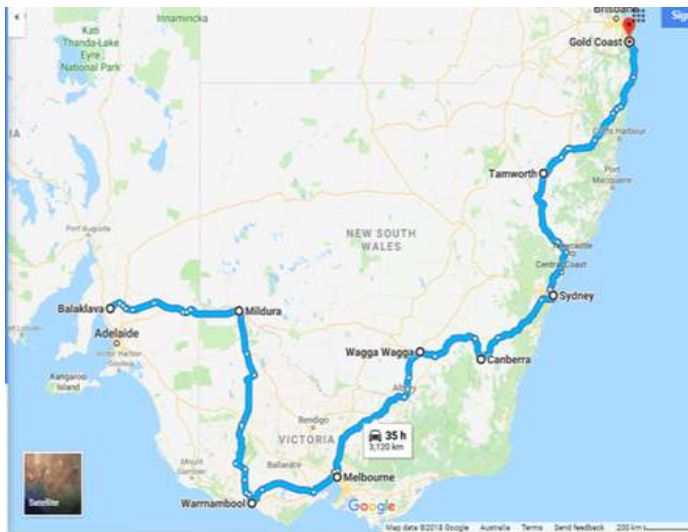 Innamincka
Brisbane
Sig
Kati
Thanda-Lake
Eyre
National Park
Gold Coast
IA
Coffs Harbour
Tamworth
Port
Macquarie
Port Augusta
NEW SOUTH
WALES
Newcastle
Central Coast
Balaklava
Mildura
Sydney
Adelaide
Victor Harbor
Wagga Wagga
Canberra
Kangaroo
Island
Albury
35 h
3,120 km
Bendigo
VICTORIA
Mount
Gambier
Ballarat
Melbourne
Satellite
Warrnambool
Google
Map data ©2018 Google Australia Terms Send feedback 200 km